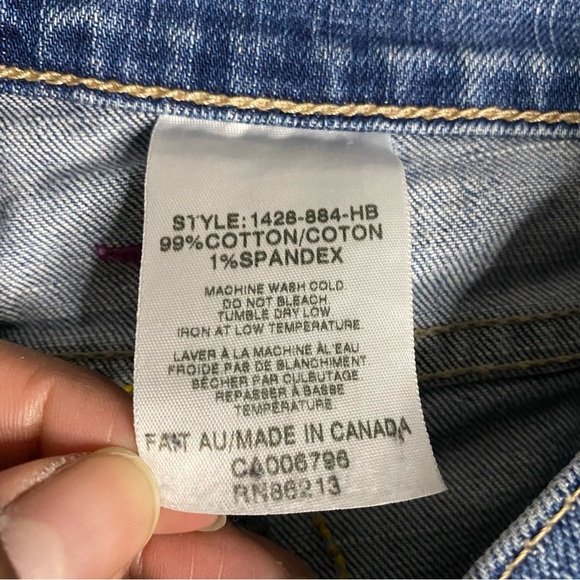 STYLE:1428-884-HB
99%COTTON/COTON
1%SPANDEX
MACHINE WASH COLD
DO NOT BLEACH
TUMBLE DRY LOW
IRON AT LOW TEMPERATURE
LAVER À LA MACHINE À L'EAU
FROIDE PAS DE BLANCHIMENT
SÈCHER PAR CULBUTAGE
REPASSER À BASSE
TEMPÉRATURE
FAIT AU/MADE IN CANADA
CA006796
RN86213